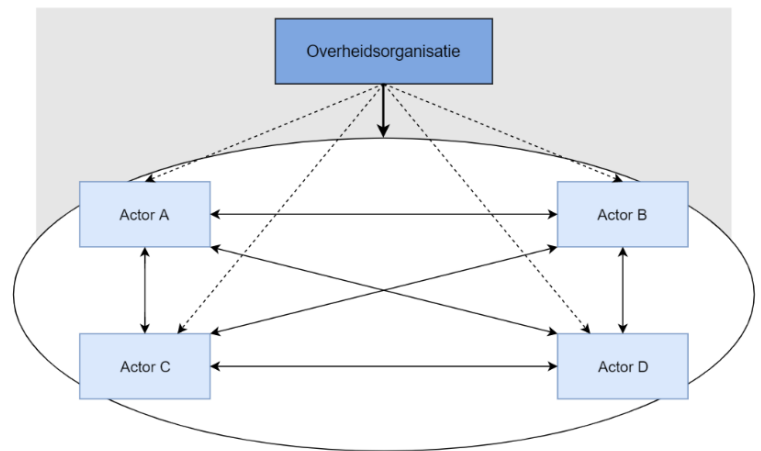 Overheidsorganisatie
Actor A
Actor B
Actor C
Actor D